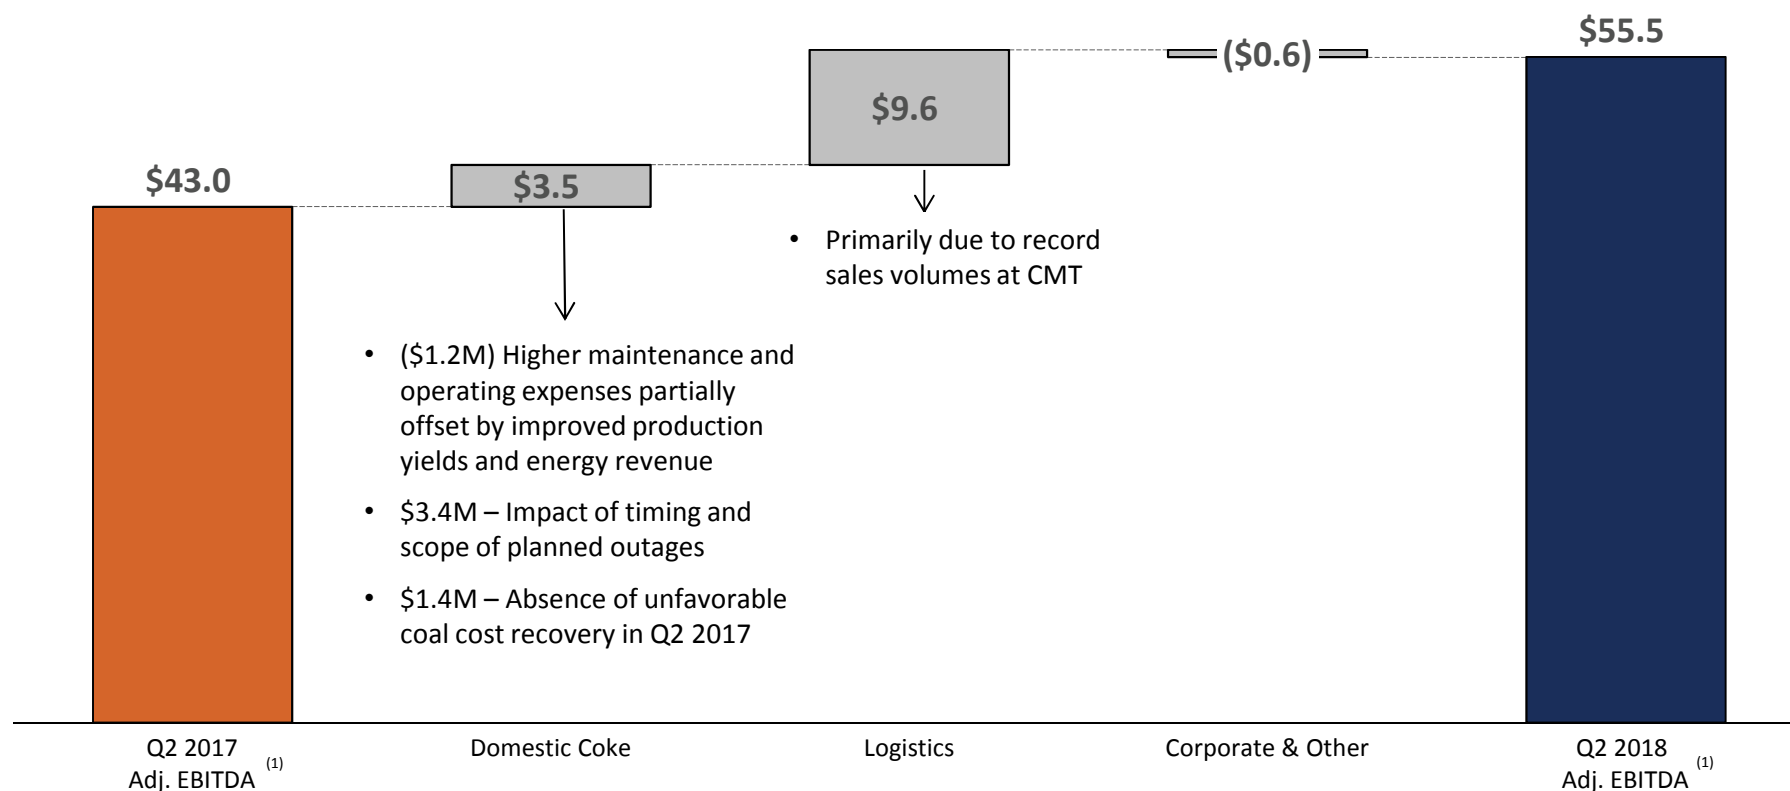 $55.5
($0.6)
$9.6
$43.0
$3.5
• Primarily due to record
sales volumes at CMT
• ($1.2M) Higher maintenance and
operating expenses partially
offset by improved production
yields and energy revenue
• $3.4M – Impact of timing and
scope of planned outages
• $1.4M – Absence of unfavorable
coal cost recovery in Q2 2017
Q2 2017
Adj. EBITDA (1)
Domestic Coke
Logistics
Corporate & Other
Q2 2018
Adj. EBITDA (1)